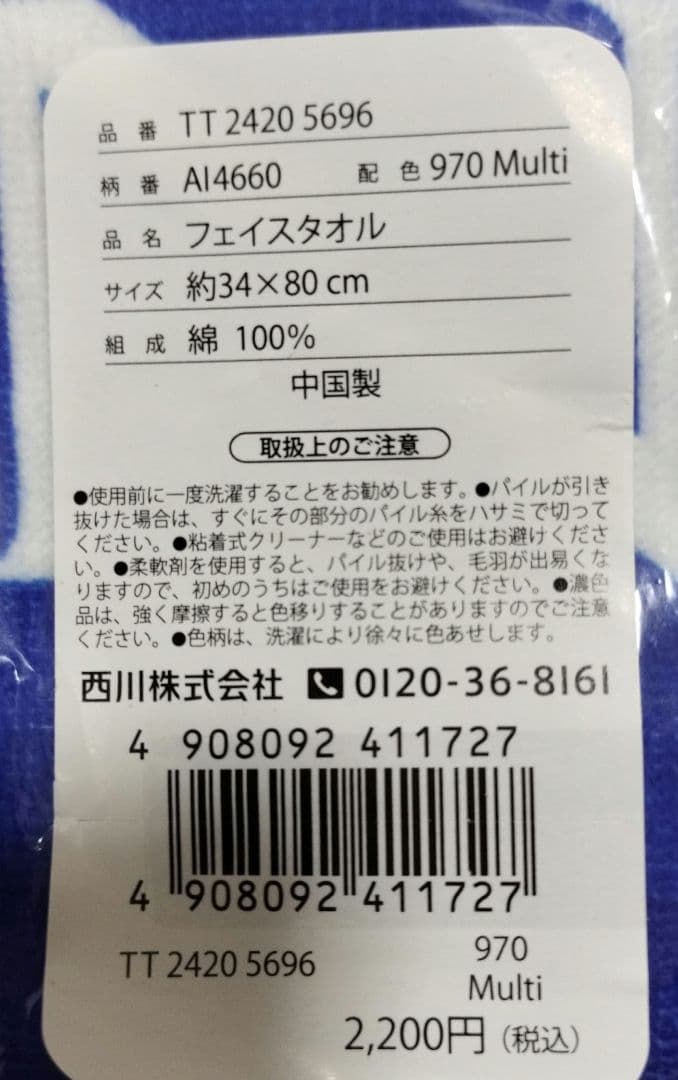 品番 TT 2420 5696
柄番 AI4660 配色 970 Multi
品名 フェイスタオル
サイズ 約34×80 cm
組成 綿 100%
中国製
取扱上のご注意
●使用前に一度洗濯することをお勧めします。●パイルが引き
抜けた場合は、すぐにその部分のパイル糸をハサミで切って
ください。●粘着式クリーナーなどのご使用はお避けくださ
い。●柔軟剤を使用すると、パイル抜けや、毛羽が出易くな
りますので、初めのうちはご使用をお避けください。●濃色
品は、強く摩擦すると色移りすることがありますのでご注意
ください。●色柄は、洗濯により徐々に色あせします。
西川株式会社 0120-36-8161
4 908092 411727
4 908092 411727
TT 2420 5696 970
Multi
2,200円（税込）